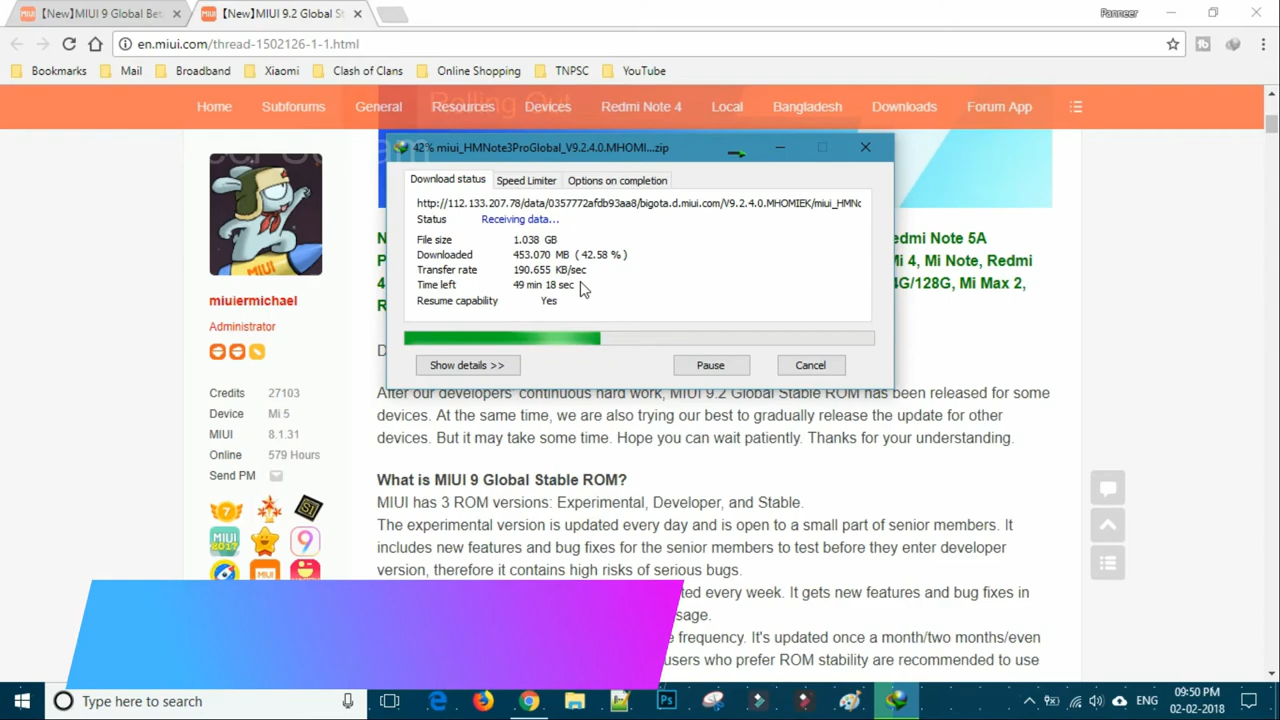 【New】MIUI 9 Global Bet
【New】MIUI 9.2 Global St
Panneer
en.miui.com/thread-1502126-1-1.html
Bookmarks
Mail
Broadband
Xiaomi
Clash of Clans
Online Shopping
TNPSC
YouTube
Rolling Out
Home
Subforums
General
Resources
Devices
Redmi Note 4
Local
Bangladesh
Downloads
Forum App
42% miui_HMNote3ProGlobal_V9.2.4.0.MHOMI...zip
Download status
Speed Limiter
Options on completion
http://112.133.207.78/data/0357772afdb93aa8/bigota.d.miui.com/V9.2.4.0.MHOMIEK/miui_HMNo
Status Receiving data...
File size 1.038 GB
Downloaded 453.070 MB ( 42.58 % )
Transfer rate 190.655 KB/sec
Time left 49 min 18 sec
Resume capability Yes
Show details >>
Pause
Cancel
edmi Note 5A
Mi 4, Mi Note, Redmi
4G/128G, Mi Max 2,
MIUI
miuiermichael
Administrator
Credits 27103
Device Mi 5
MIUI 8.1.31
Online 579 Hours
Send PM
7
S1
MIUI
2017
9
MI
After our developers' continuous hard work, MIUI 9.2 Global Stable ROM has been released for some
devices. At the same time, we are also trying our best to gradually release the update for other
devices. But it may take some time. Hope you can wait patiently. Thanks for your understanding.
What is MIUI 9 Global Stable ROM?
MIUI has 3 ROM versions: Experimental, Developer, and Stable.
The experimental version is updated every day and is open to a small part of senior members. It
includes new features and bug fixes for the senior members to test before they enter developer
version, therefore it contains high risks of serious bugs.
ted every week. It gets new features and bug fixes in
sage.
e frequency. It's updated once a month/two months/even
users who prefer ROM stability are recommended to use
Type here to search
Ps
ENG
09:50 PM
02-02-2018